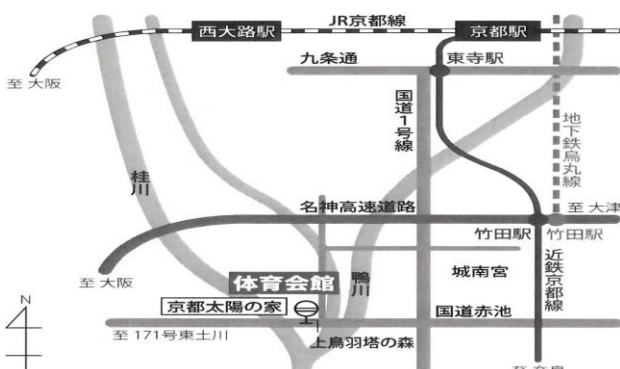 JR京都線
西大路駅
京都駅
九条通
東寺駅
至 大阪
国道1号線
地下鉄烏丸線
桂川
名神高速道路
至 大津
竹田駅
竹田駅
至 大阪
体育会館
鴨川
城南宮
近鉄京都線
N
京都太陽の家
国道赤池
至 171号東土川
上鳥羽塔の森